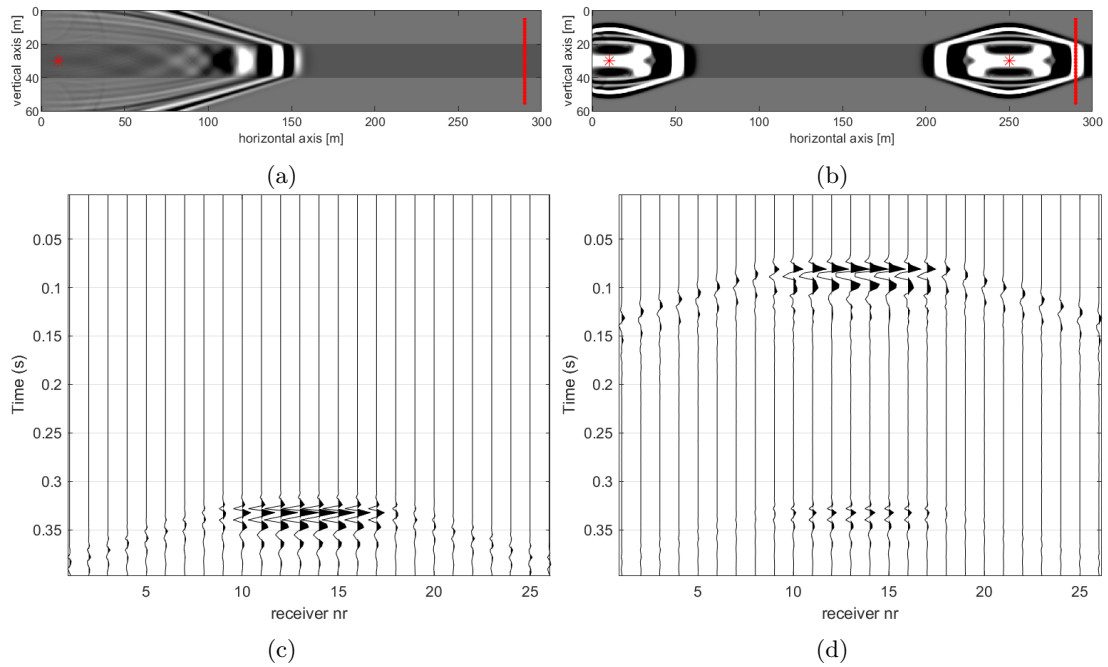 0
20
40
60
vertical axis [m]
0 50 100 150 200 250 300
horizontal axis [m]
(a)
0
20
40
60
vertical axis [m]
0 50 100 150 200 250 300
horizontal axis [m]
(b)
0.05
0.1
0.15
0.2
0.25
0.3
0.35
Time (s)
5 10 15 20 25
receiver nr
(c)
0.05
0.1
0.15
0.2
0.25
0.3
0.35
Time (s)
5 10 15 20 25
receiver nr
(d)